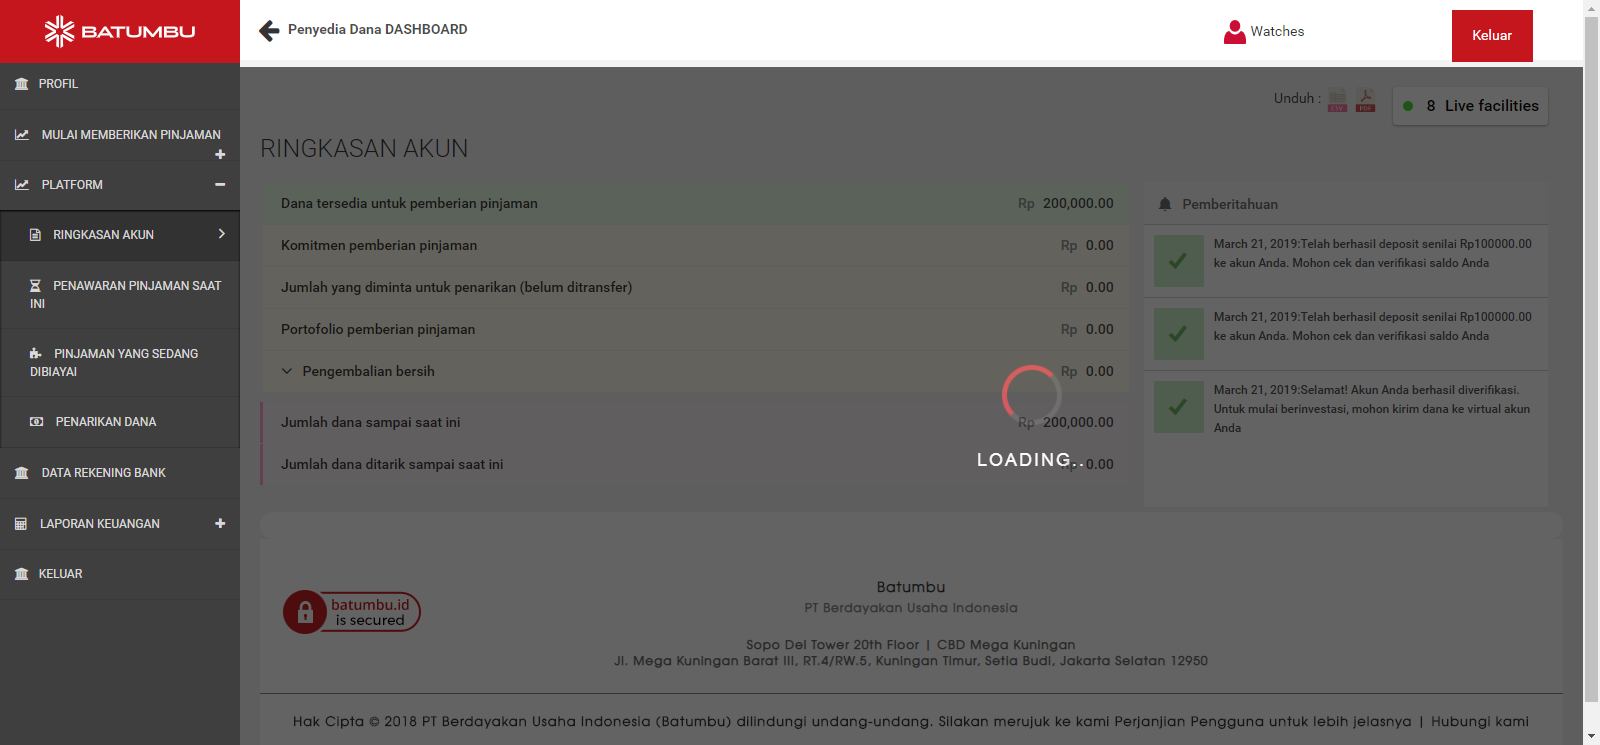 BATUMBU
Penyedia Dana DASHBOARD
Watches
Keluar
PROFIL
MULAI MEMBERIKAN PINJAMAN
PLATFORM
RINGKASAN AKUN
PENAWARAN PINJAMAN SAAT
INI
PINJAMAN YANG SEDANG
DIBIAYAI
PENARIKAN DANA
DATA REKENING BANK
LAPORAN KEUANGAN
KELUAR
Unduh :
CSV
PDF
8 Live facilities
RINGKASAN AKUN
Dana tersedia untuk pemberian pinjaman Rp 200,000.00
Komitmen pemberian pinjaman Rp 0.00
Jumlah yang diminta untuk penarikan (belum ditransfer) Rp 0.00
Portofolio pemberian pinjaman Rp 0.00
Pengembalian bersih Rp 0.00
Jumlah dana sampai saat ini Rp 200,000.00
Jumlah dana ditarik sampai saat ini Rp 0.00
LOADING..
Pemberitahuan
March 21, 2019:Telah berhasil deposit senilai Rp100000.00
ke akun Anda. Mohon cek dan verifikasi saldo Anda
March 21, 2019:Telah berhasil deposit senilai Rp100000.00
ke akun Anda. Mohon cek dan verifikasi saldo Anda
March 21, 2019:Selamat! Akun Anda berhasil diverifikasi.
Untuk mulai berinvestasi, mohon kirim dana ke virtual akun
Anda
batumbu.id
is secured
Batumbu
PT Berdayakan Usaha Indonesia
Sopo Del Tower 20th Floor | CBD Mega Kuningan
Jl. Mega Kuningan Barat III, RT.4/RW.5, Kuningan Timur, Setia Budi, Jakarta Selatan 12950
Hak Cipta © 2018 PT Berdayakan Usaha Indonesia (Batumbu) dilindungi undang-undang. Silakan merujuk ke kami Perjanjian Pengguna untuk lebih jelasnya | Hubungi kami